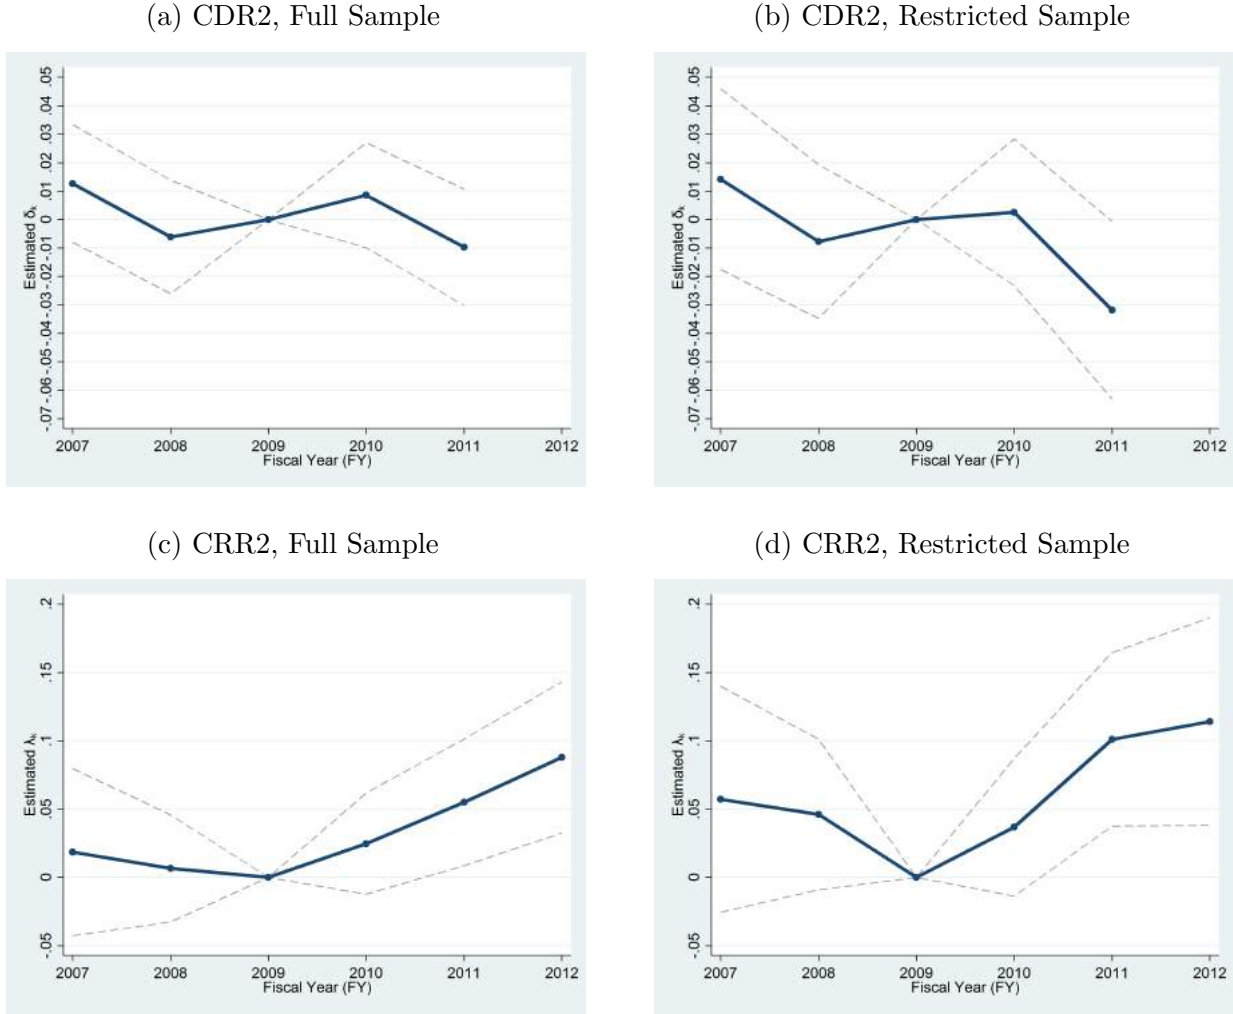 (a) CDR2, Full Sample
Estimated δₖ
.05
.04
.03
.02
.01
0
-.01
-.02
-.03
-.04
-.05
-.06
-.07
2007 2008 2009 2010 2011 2012
Fiscal Year (FY)
(b) CDR2, Restricted Sample
Estimated δₖ
.05
.04
.03
.02
.01
0
-.01
-.02
-.03
-.04
-.05
-.06
-.07
2007 2008 2009 2010 2011 2012
Fiscal Year (FY)
(c) CRR2, Full Sample
Estimated λₖ
.2
.15
.1
.05
0
-.05
2007 2008 2009 2010 2011 2012
Fiscal Year (FY)
(d) CRR2, Restricted Sample
Estimated λₖ
.2
.15
.1
.05
0
-.05
2007 2008 2009 2010 2011 2012
Fiscal Year (FY)